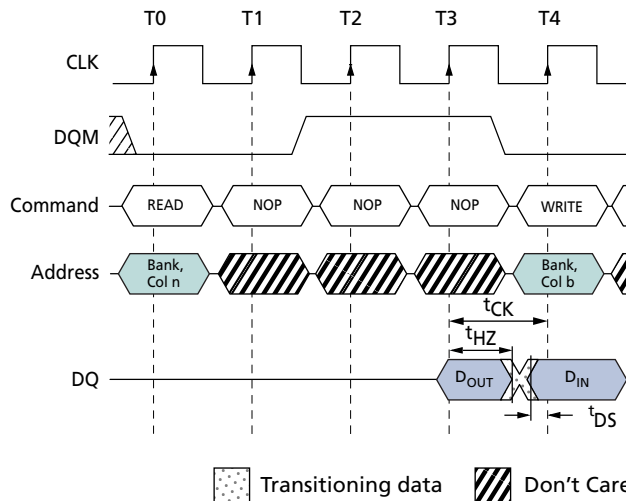 T0 T1 T2 T3 T4
CLK
DQM
Command READ NOP NOP NOP WRITE
Address Bank, Col n Bank, Col b
tCK
tHZ
DQ DOUT DIN
tDS
Transitioning data Don't Care